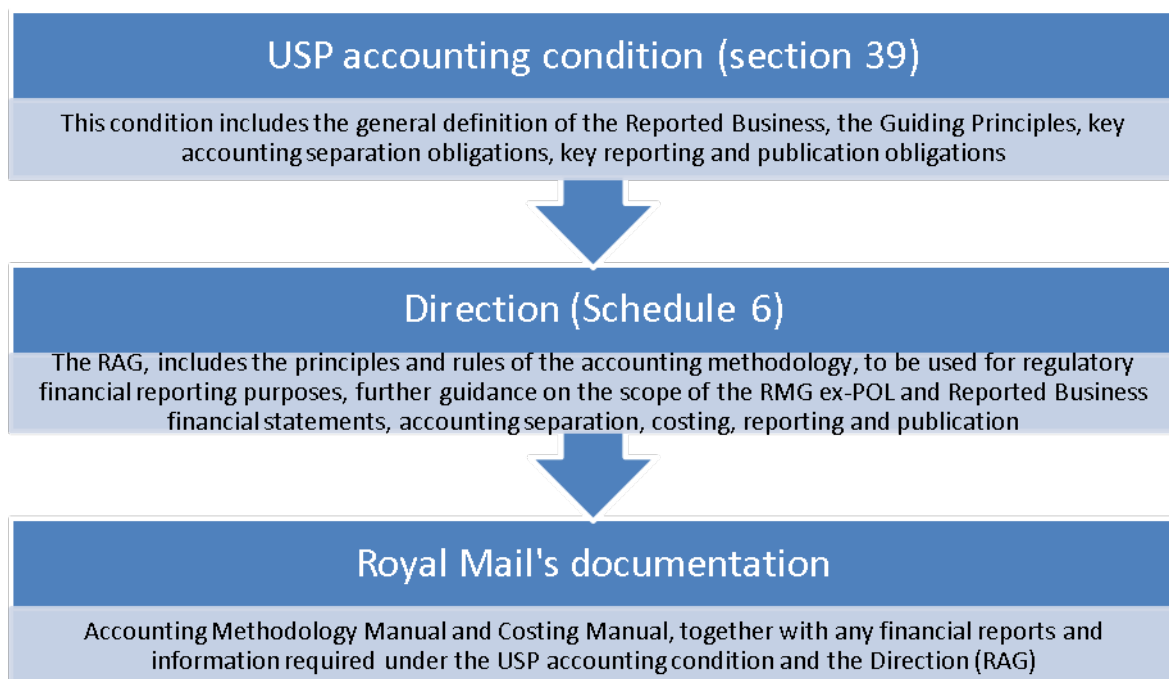 USP accounting condition (section 39)
This condition includes the general definition of the Reported Business, the Guiding Principles, key
accounting separation obligations, key reporting and publication obligations
Direction (Schedule 6)
The RAG, includes the principles and rules of the accounting methodology, to be used for regulatory
financial reporting purposes, further guidance on the scope of the RMG ex-POL and Reported Business
financial statements, accounting separation, costing, reporting and publication
Royal Mail's documentation
Accounting Methodology Manual and Costing Manual, together with any financial reports and
information required under the USP accounting condition and the Direction (RAG)